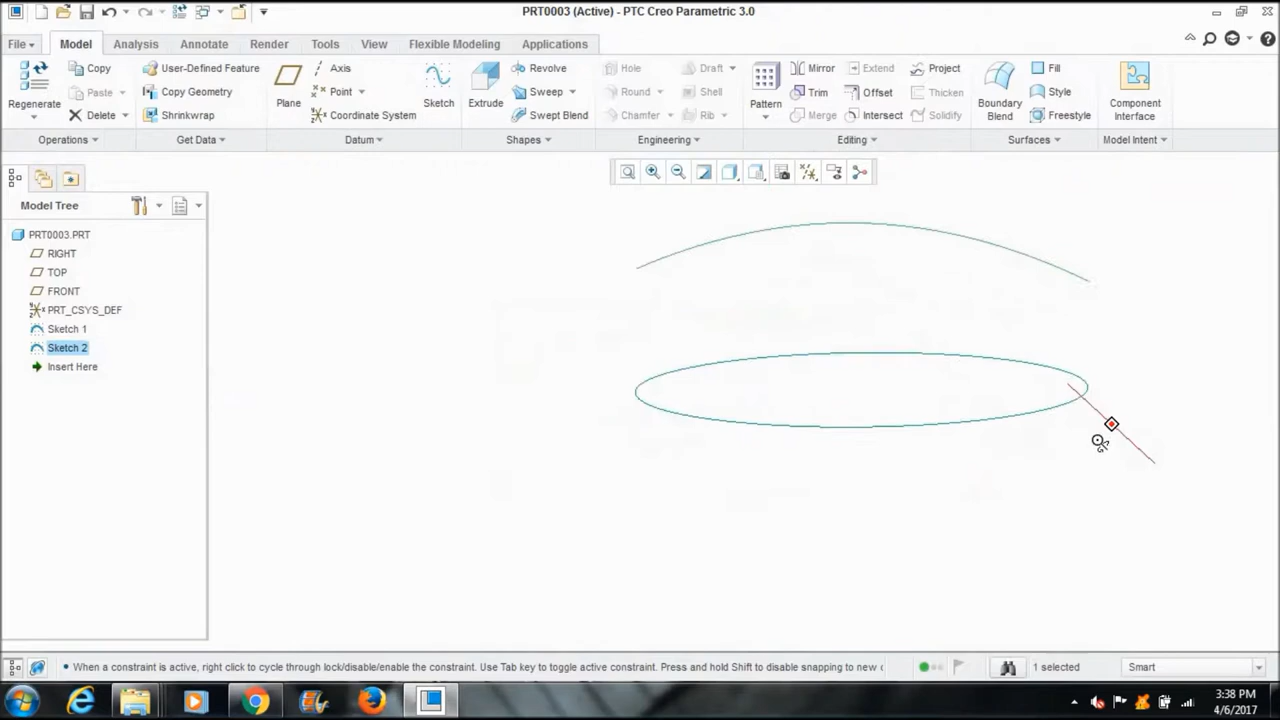 PRT0003 (Active) - PTC Creo Parametric 3.0
File Model Analysis Annotate Render Tools View Flexible Modeling Applications
Copy User-Defined Feature Axis Revolve Hole Draft Mirror Extend Project Fill
Paste Copy Geometry Point Sweep Round Shell Trim Offset Thicken Style
Regenerate Plane Sketch Extrude Pattern Boundary Blend Component Interface
Delete Shrinkwrap Coordinate System Swept Blend Chamfer Rib Merge Intersect Solidify Freestyle
Operations Get Data Datum Shapes Engineering Editing Surfaces Model Intent
Model Tree
PRT0003.PRT
RIGHT
TOP
FRONT
PRT_CSYS_DEF
Sketch 1
Sketch 2
Insert Here
When a constraint is active, right click to cycle through lock/disable/enable the constraint. Use Tab key to toggle active constraint. Press and hold Shift to disable snapping to new c
1 selected
Smart
3:38 PM
4/6/2017